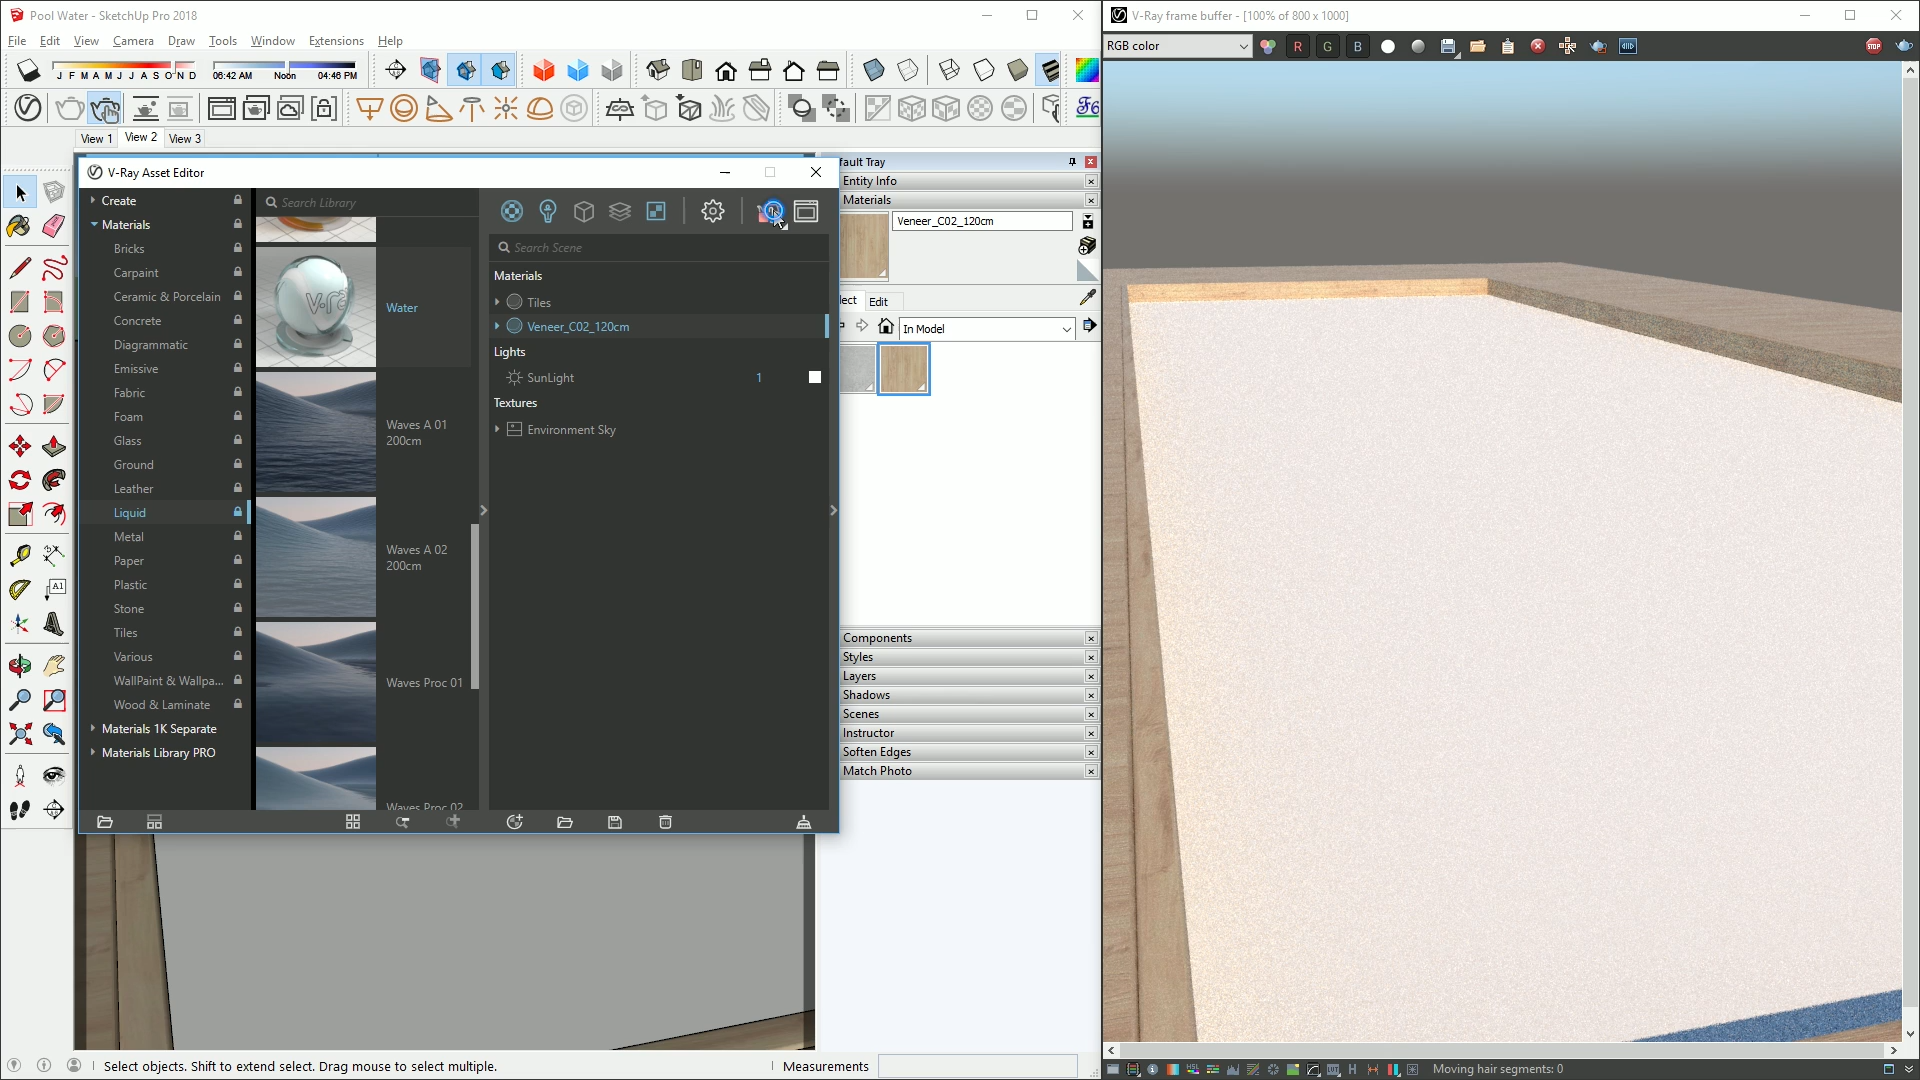 Pool Water - SketchUp Pro 2018
File Edit View Camera Draw Tools Window Extensions Help
J F M A M J J A S O N D
06:42 AM Noon 04:46 PM
View 1 View 2 View 3
V-Ray Asset Editor
Create
Materials
Bricks
Carpaint
Ceramic & Porcelain
Concrete
Diagrammatic
Emissive
Fabric
Foam
Glass
Ground
Leather
Liquid
Metal
Paper
Plastic
Stone
Tiles
Various
WallPaint & Wallpa...
Wood & Laminate
Materials 1K Separate
Materials Library PRO
Search Library
Water
Waves A 01
200cm
Waves A 02
200cm
Waves Proc 01
Waves Proc 02
Search Scene
Materials
Tiles
Veneer_C02_120cm
Lights
SunLight 1
Textures
Environment Sky
fault Tray
Entity Info
Materials
Veneer_C02_120cm
lect Edit
In Model
Components
Styles
Layers
Shadows
Scenes
Instructor
Soften Edges
Match Photo
A1
Select objects. Shift to extend select. Drag mouse to select multiple.
Measurements
V-Ray frame buffer - [100% of 800 x 1000]
RGB color R G B
STOP
Moving hair segments: 0